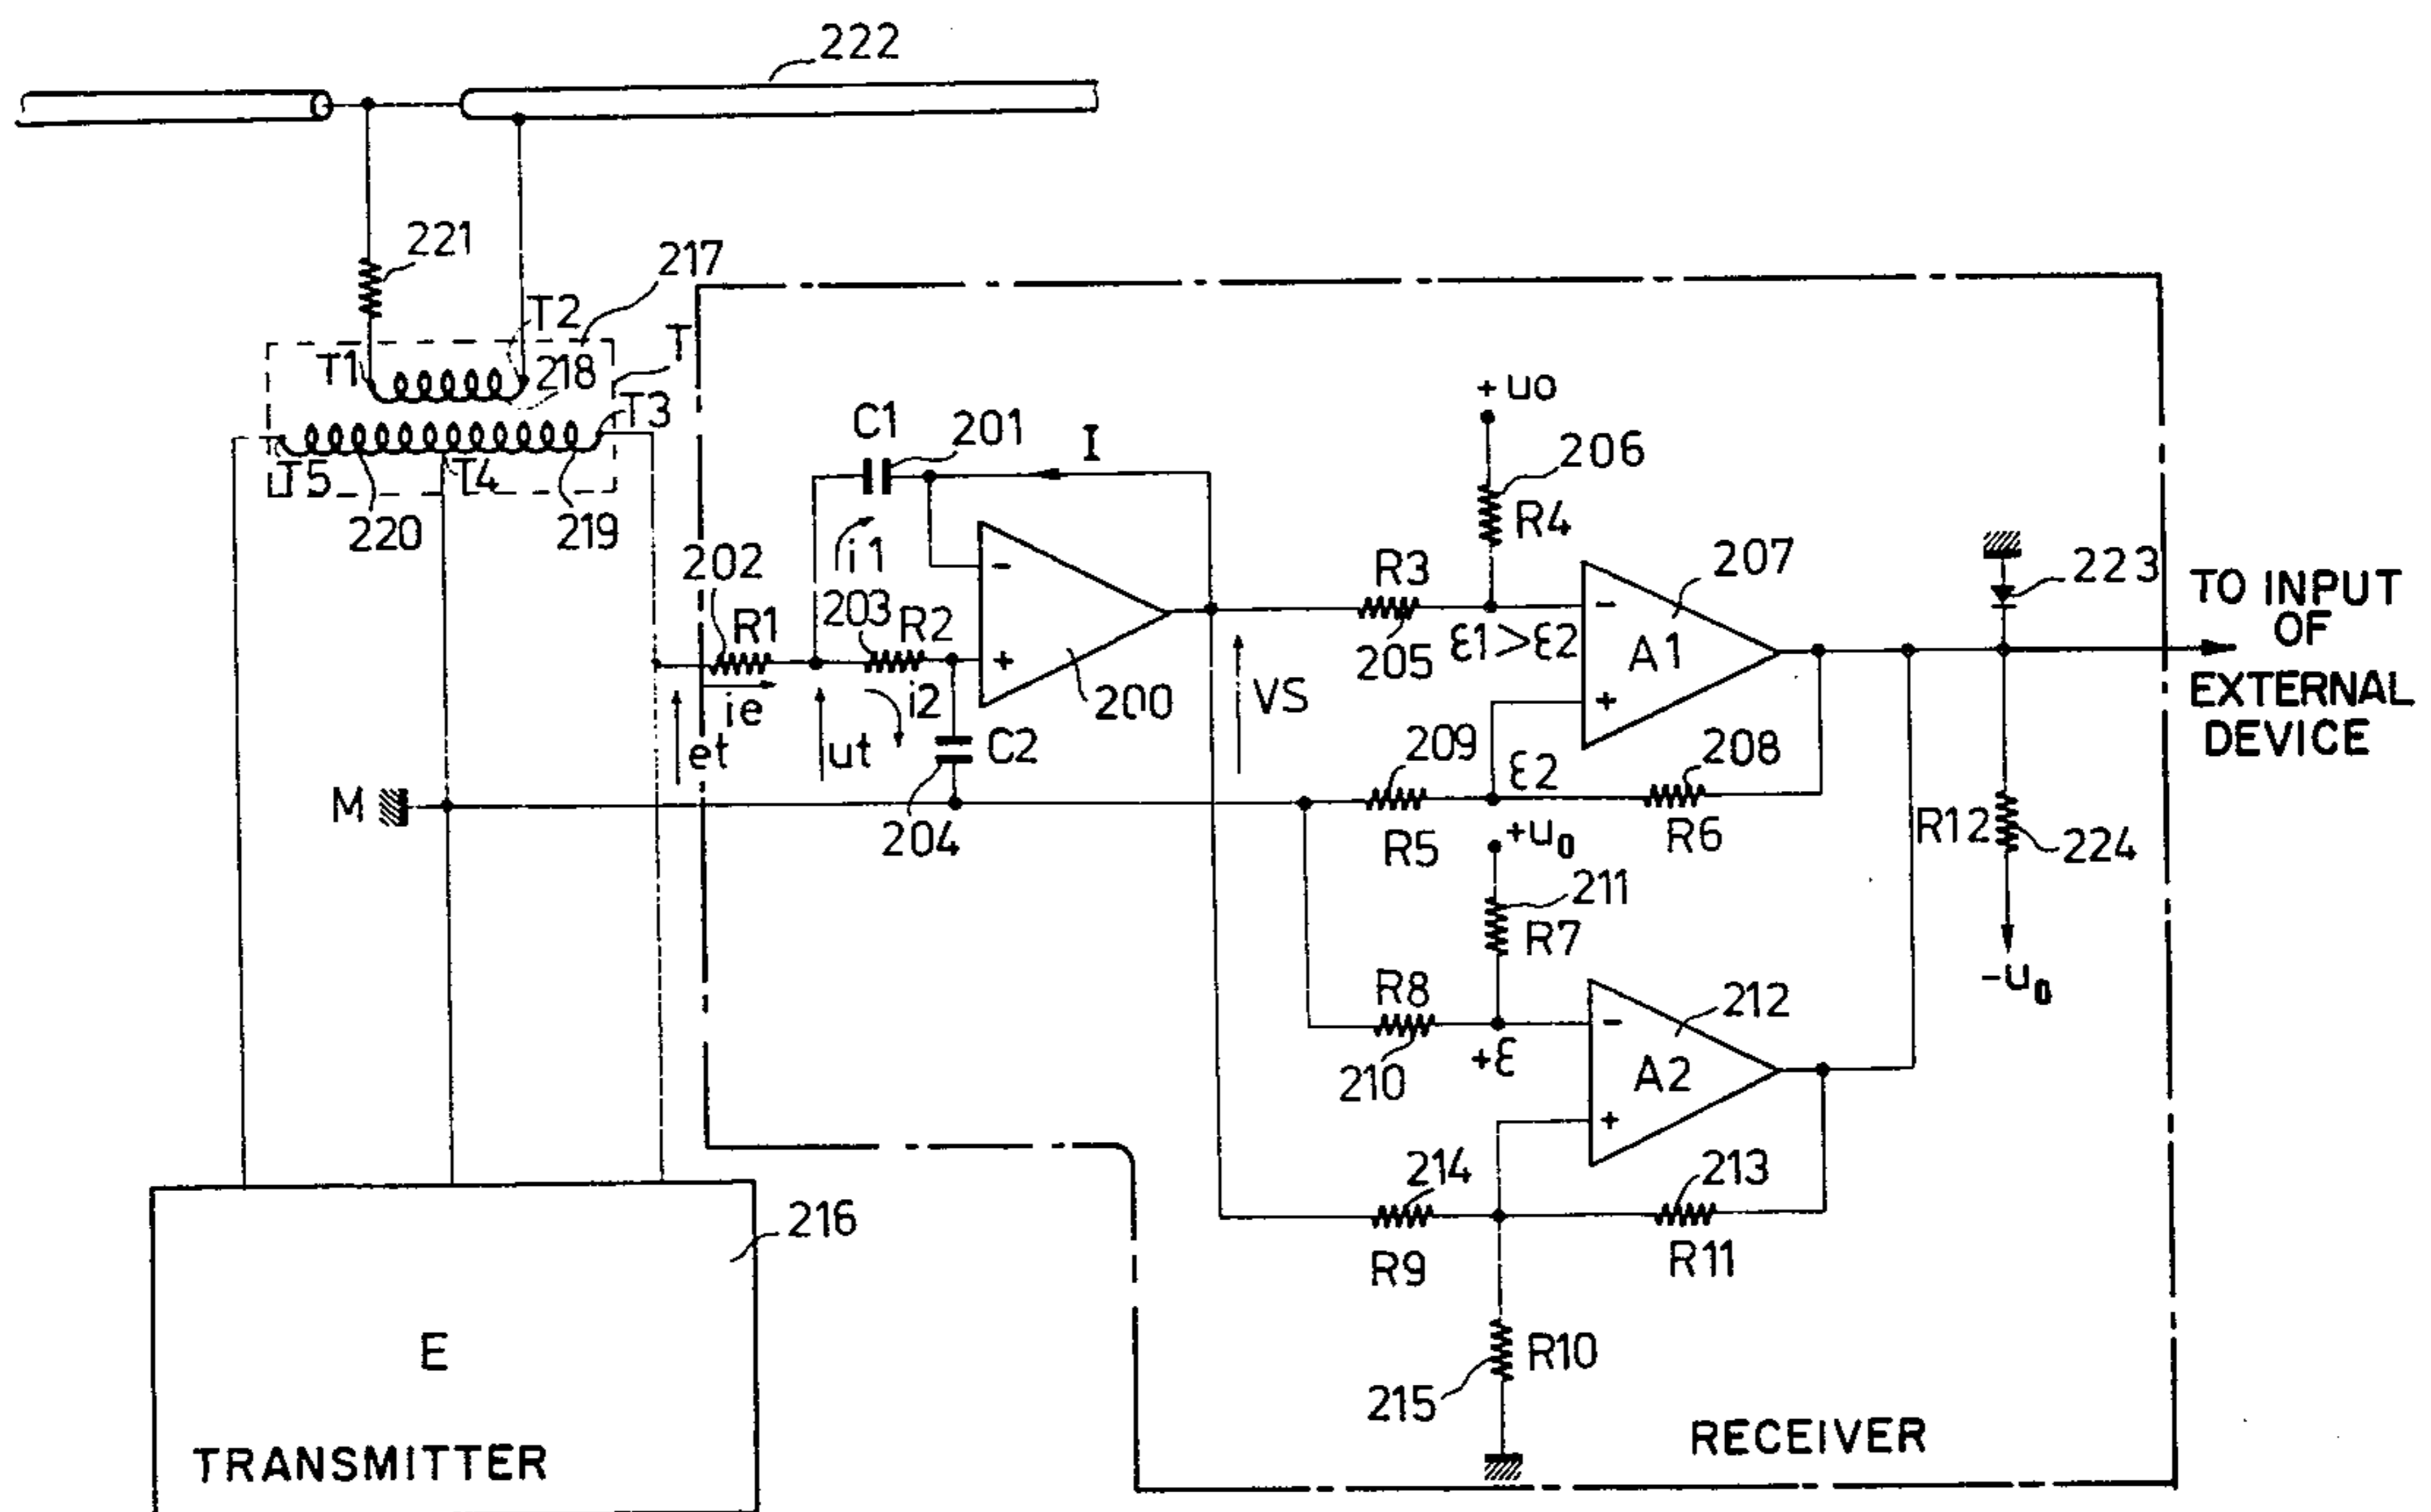 222
221
217
T2
T
T1
218
T3
T5
T4
220
219
C1
201
I
+uo
206
R4
202
i1
203
R1
R2
-
+
200
ie
i2
et
ut
C2
204
M
VS
R3
205
ε1>ε2
-
+
A1
207
209
ε2
208
R5
R6
+u₀
211
R7
R8
210
+ε
-
+
A2
212
214
213
R9
R11
R10
215
223
R12
224
-u₀
TO INPUT
OF
EXTERNAL
DEVICE
216
E
TRANSMITTER
RECEIVER